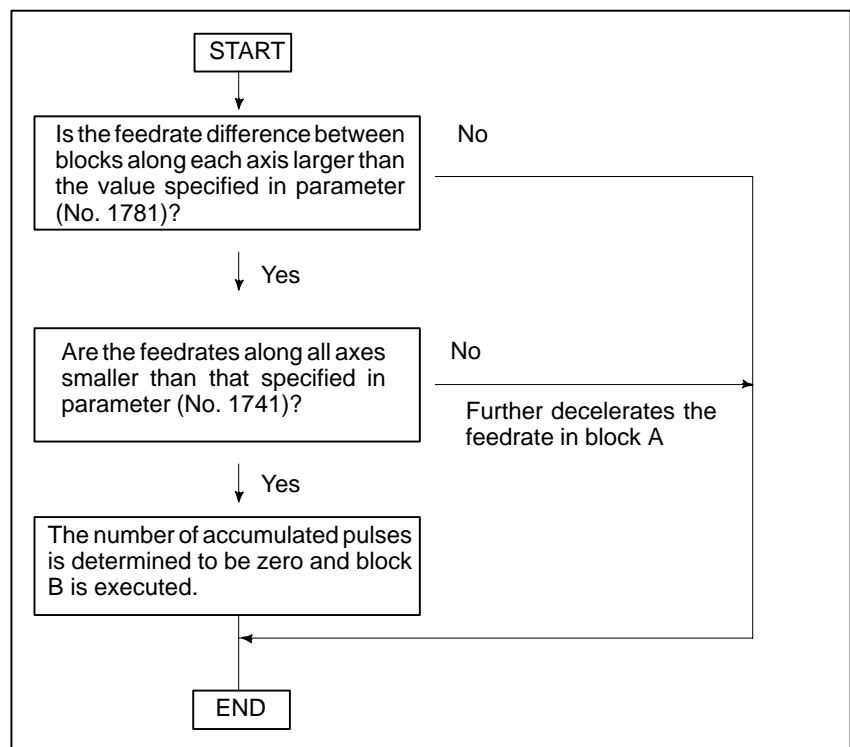 START
Is the feedrate difference between
blocks along each axis larger than
the value specified in parameter
(No. 1781)?
No
Yes
Are the feedrates along all axes
smaller than that specified in
parameter (No. 1741)?
No
Further decelerates the
feedrate in block A
Yes
The number of accumulated pulses
is determined to be zero and block
B is executed.
END